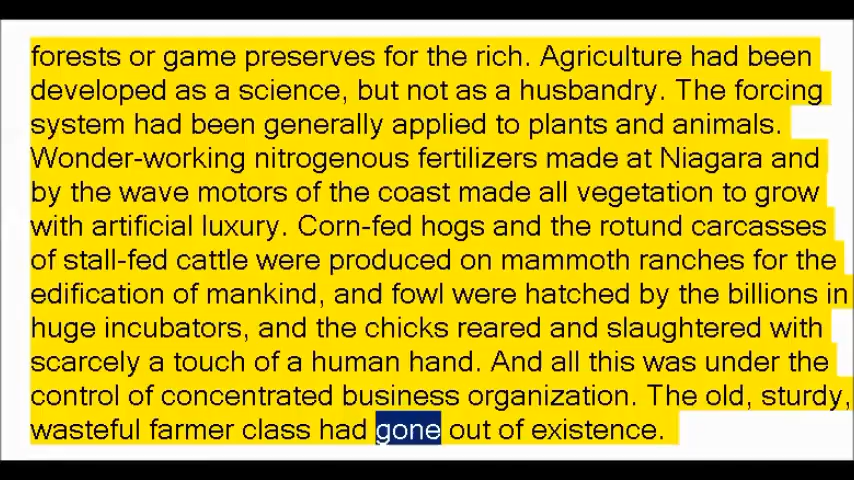 forests or game preserves for the rich. Agriculture had been
developed as a science, but not as a husbandry. The forcing
system had been generally applied to plants and animals.
Wonder-working nitrogenous fertilizers made at Niagara and
by the wave motors of the coast made all vegetation to grow
with artificial luxury. Corn-fed hogs and the rotund carcasses
of stall-fed cattle were produced on mammoth ranches for the
edification of mankind, and fowl were hatched by the billions in
huge incubators, and the chicks reared and slaughtered with
scarcely a touch of a human hand. And all this was under the
control of concentrated business organization. The old, sturdy,
wasteful farmer class had gone out of existence.